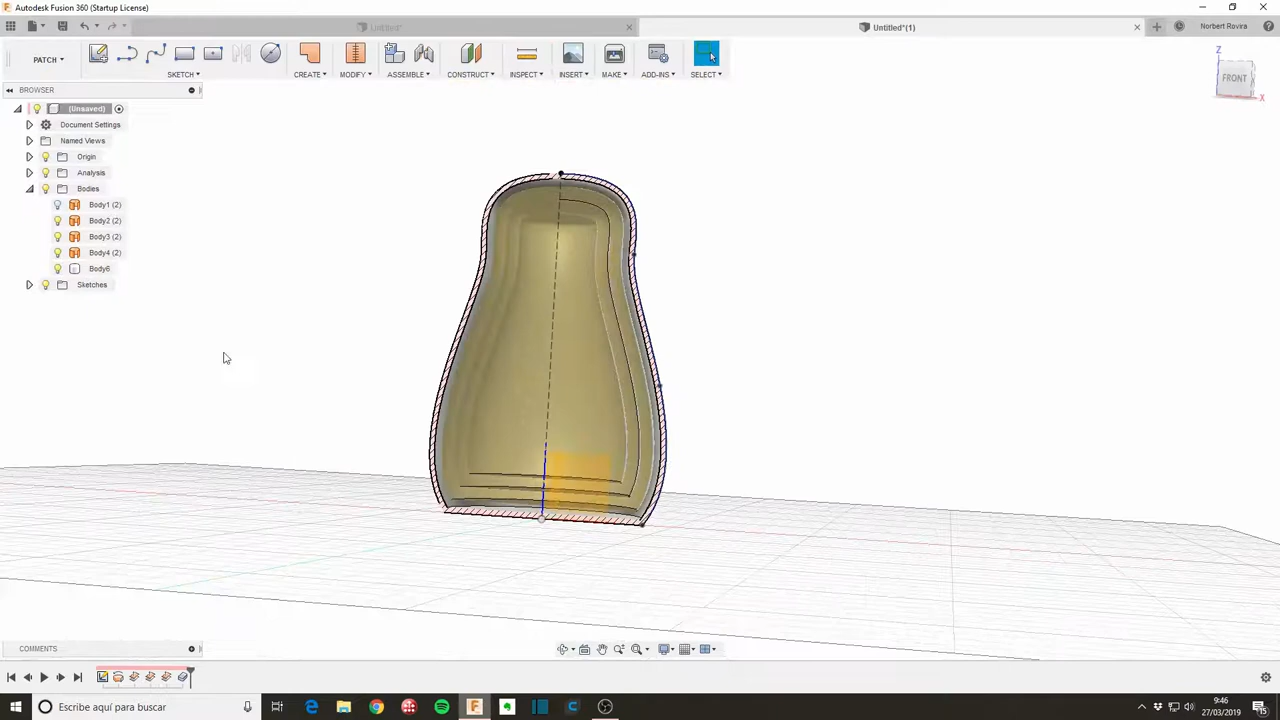 Autodesk Fusion 360 (Startup License)
Untitled*
Untitled*(1)
Norbert Rovira
PATCH
SKETCH
CREATE
MODIFY
ASSEMBLE
CONSTRUCT
INSPECT
INSERT
MAKE
ADD-INS
SELECT
Z
FRONT
X
BROWSER
(Unsaved)
Document Settings
Named Views
Origin
Analysis
Bodies
Body1 (2)
Body2 (2)
Body3 (2)
Body4 (2)
Body6
Sketches
COMMENTS
Escribe aquí para buscar
9:46
27/03/2019
15